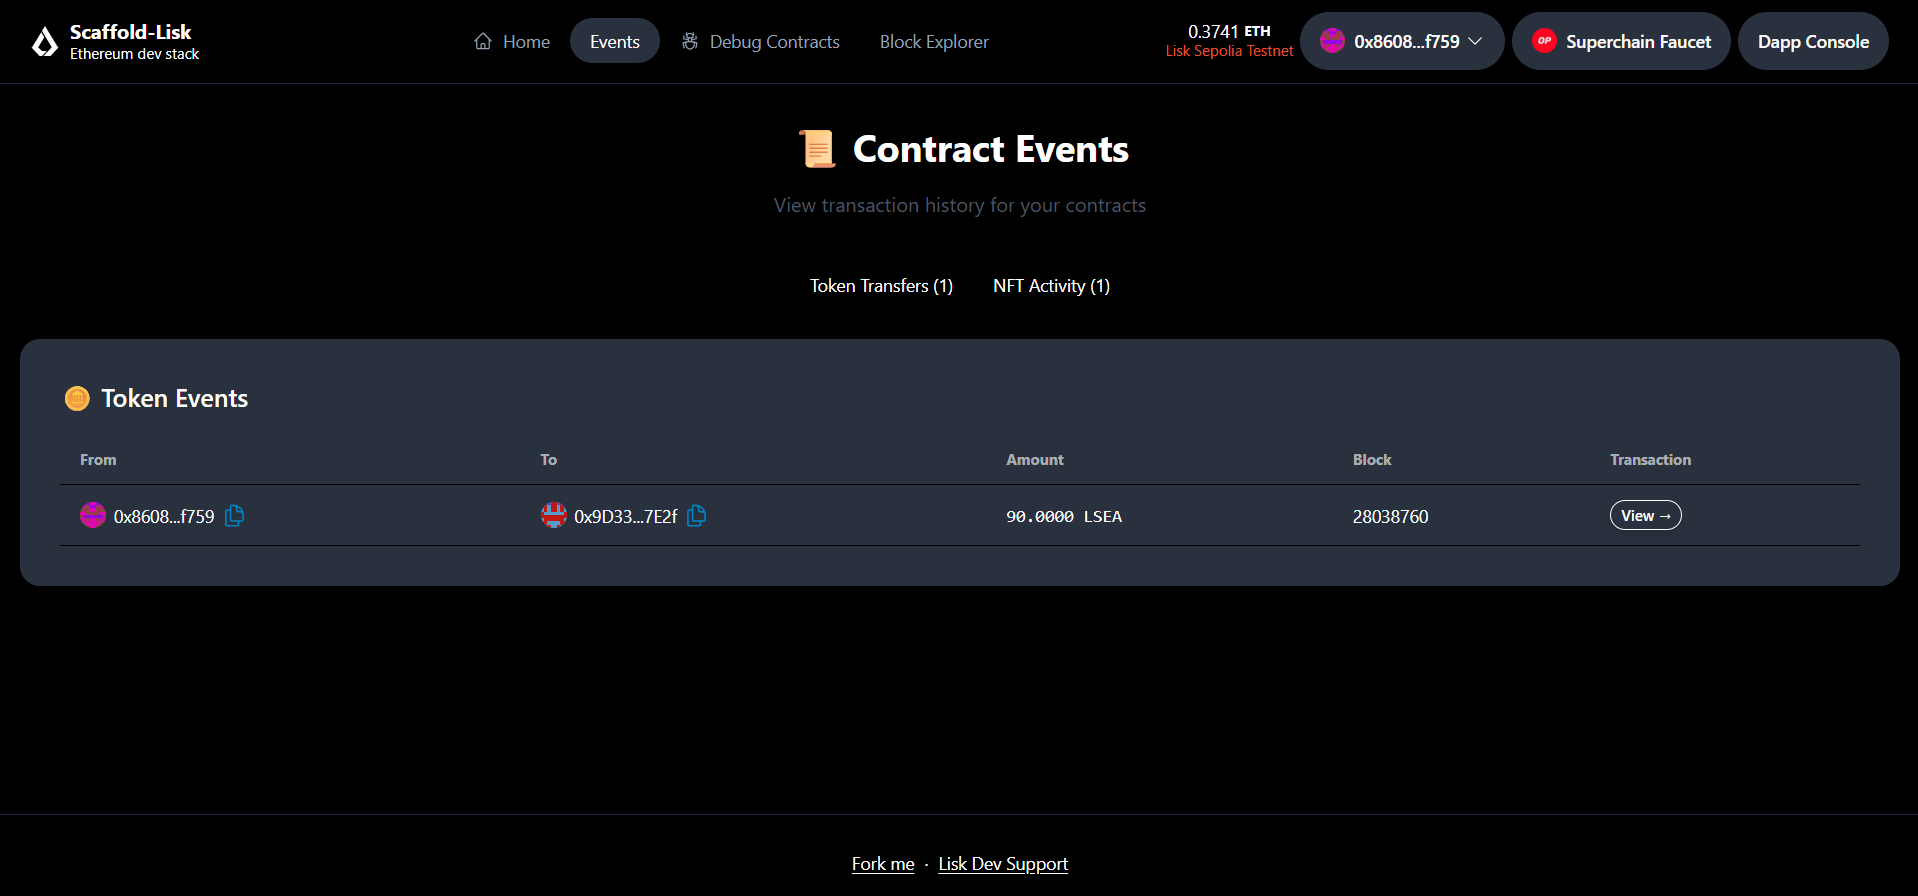 Scaffold-Lisk
Ethereum dev stack
Home
Events
Debug Contracts
Block Explorer
0.3741 ETH
Lisk Sepolia Testnet
0x8608...f759
OP
Superchain Faucet
Dapp Console
Contract Events
View transaction history for your contracts
Token Transfers (1)
NFT Activity (1)
Token Events
From To Amount Block Transaction
0x8608...f759 0x9D33...7E2f 90.0000 LSEA 28038760 View →
Fork me · Lisk Dev Support